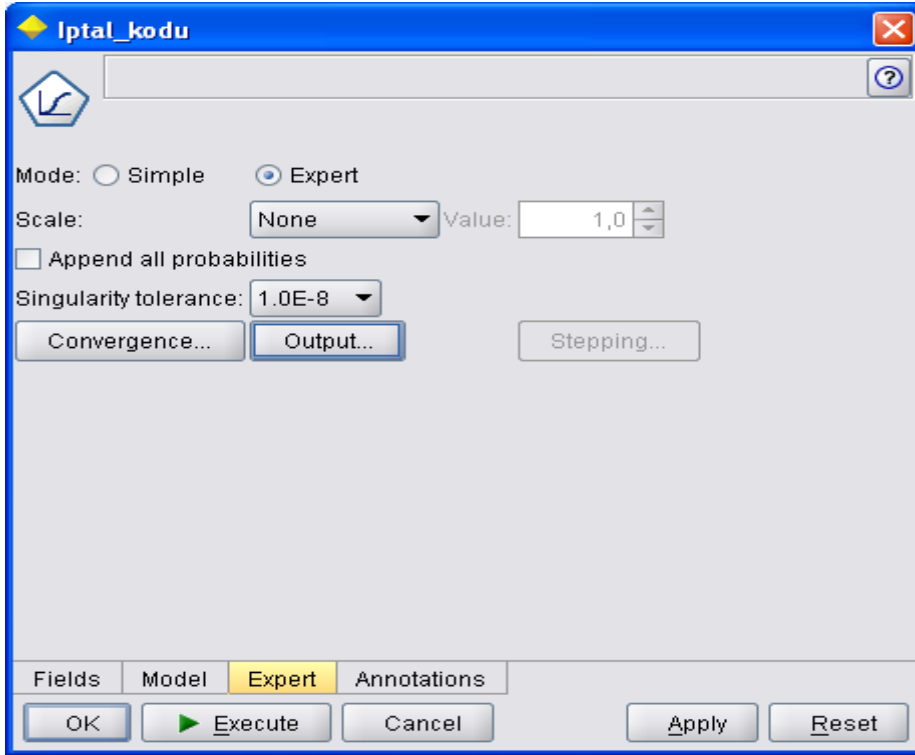 Iptal_kodu
Mode: Simple Expert
Scale: None Value: 1,0
Append all probabilities
Singularity tolerance: 1.0E-8
Convergence... Output... Stepping...
Fields Model Expert Annotations
OK Execute Cancel Apply Reset